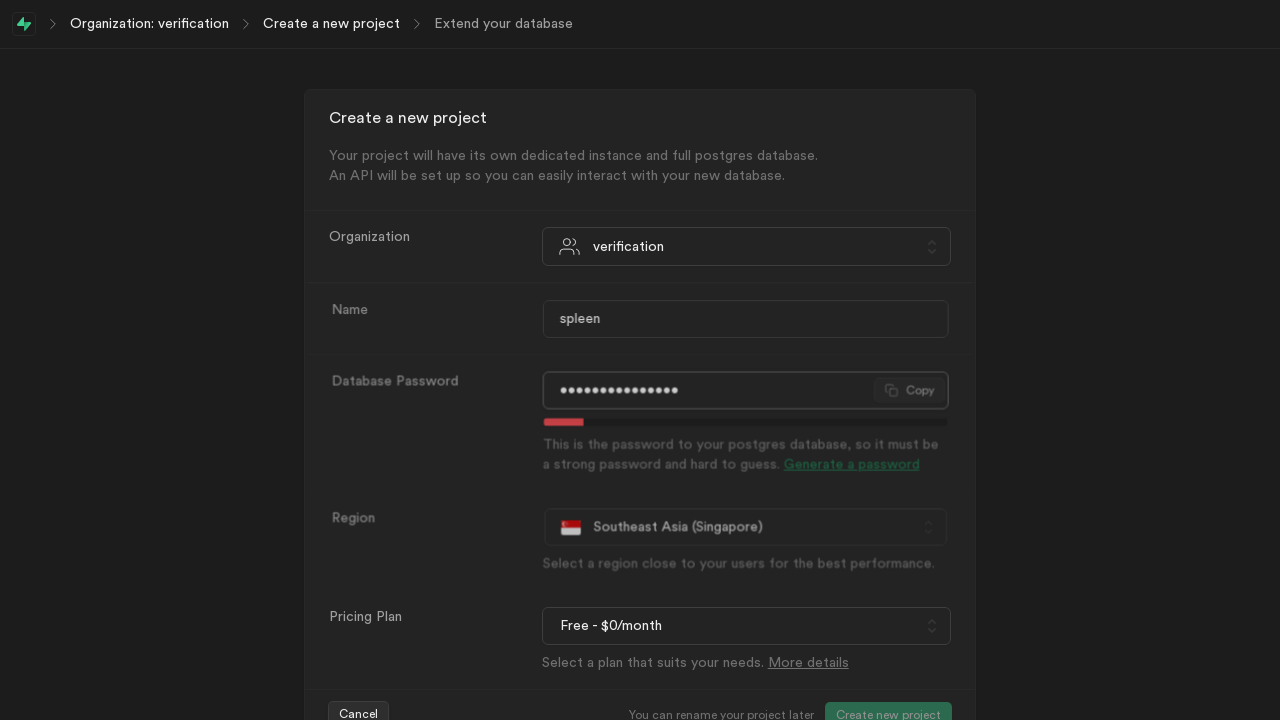 Organization: verification > Create a new project > Extend your database
Create a new project
Your project will have its own dedicated instance and full postgres database.
An API will be set up so you can easily interact with your new database.
Organization
verification
Name
spleen
Database Password
•••••••••••••••
Copy
This is the password to your postgres database, so it must be
a strong password and hard to guess. Generate a password
Region
Southeast Asia (Singapore)
Select a region close to your users for the best performance.
Pricing Plan
Free - $0/month
Select a plan that suits your needs. More details
Cancel
You can rename your project later
Create new project